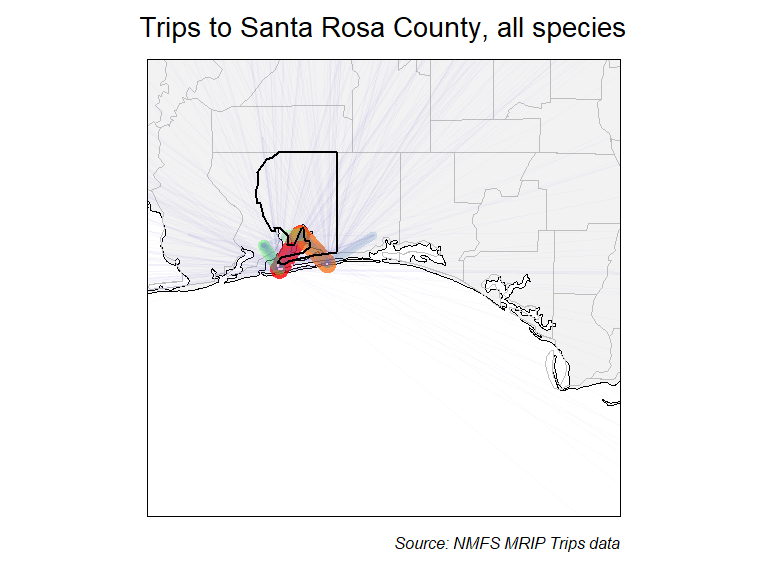 Trips to Santa Rosa County, all species
Source: NMFS MRIP Trips data